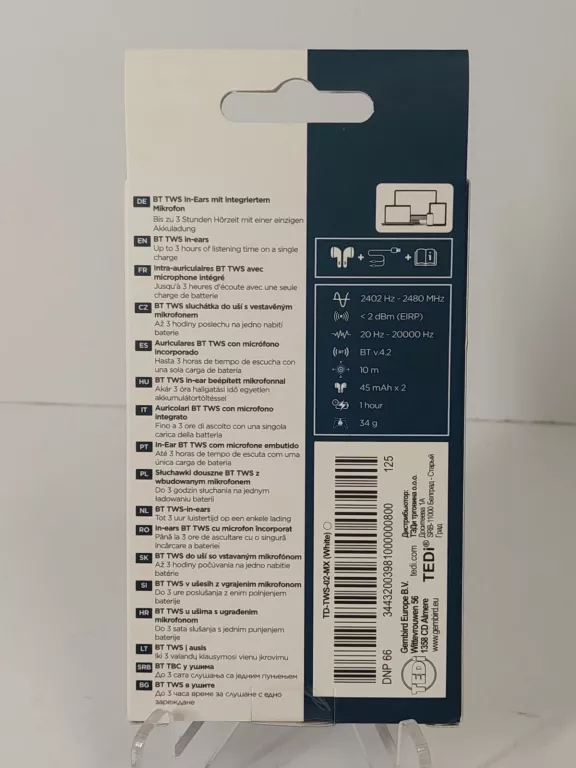 DE BT TWS In-Ears mit integriertem
Mikrofon
Bis zu 3 Stunden Hörzeit mit einer einzigen
Akkuladung
EN BT TWS in-ears
Up to 3 hours of listening time on a single
charge
FR Intra-auriculaires BT TWS avec
microphone intégré
Jusqu'à 3 heures d'écoute avec une seule
charge de batterie
CZ BT TWS sluchátka do uší s vestavěným
mikrofonem
Až 3 hodiny poslechu na jedno nabití
baterie
ES Auriculares BT TWS con micrófono
incorporado
Hasta 3 horas de tiempo de escucha con
una sola carga de batería
HU BT TWS in-ear beépített mikrofonnal
Akár 3 óra hallgatási idő egyetlen
akkumulátortöltéssel
IT Auricolari BT TWS con microfono
integrato
Fino a 3 ore di ascolto con una singola
carica della batteria
PT In-Ear BT TWS com microfone embutido
Até 3 horas de tempo de escuta com uma
única carga de batería
PL Słuchawki douszne BT TWS z
wbudowanym mikrofonem
Do 3 godzin słuchania na jednym
ładowaniu baterii
NL BT TWS-in-ears
Tot 3 uur luistertijd op een enkele lading
RO In-ears BT TWS cu microfon încorporat
Până la 3 ore de ascultare cu o singură
încărcare a bateriei
SK BT TWS do uší so vstavaným mikrofónom
Až 3 hodiny počúvania na jedno nabitie
batérie
SI BT TWS v ušesih z vgrajenim mikrofonom
Do 3 ure poslušanja z enim polnjenjem
baterije
HR BT TWS u ušima s ugrađenim
mikrofonom
Do 3 sata slušanja s jednim punjenjem
baterije
LT BT TWS į ausis
Iki 3 valandų klausymosi vienu įkrovimu
SRB BT ТВС у ушима
До 3 сата слушања са једним пуњењем
BG BT TWS в ушите
До 3 часа време за слушане с едно
зареждане
2402 Hz - 2480 MHz
< 2 dBm (EIRP)
20 Hz - 20000 Hz
BT v.4.2
10 m
45 mAh x 2
1 hour
34 g
TD-TWS-02-MX (White)
34432003981000000800
125
DNP 66
Gembird Europe B.V.
Wittevrouwen 56
1358 CD Almere
www.gembird.eu
tedi.com
Дистрибутер:
ТЭДи трговина о.о.о.
Доситејева 1А
SRB-11000 Београд - Стари
Град
TEDi®
TEDi